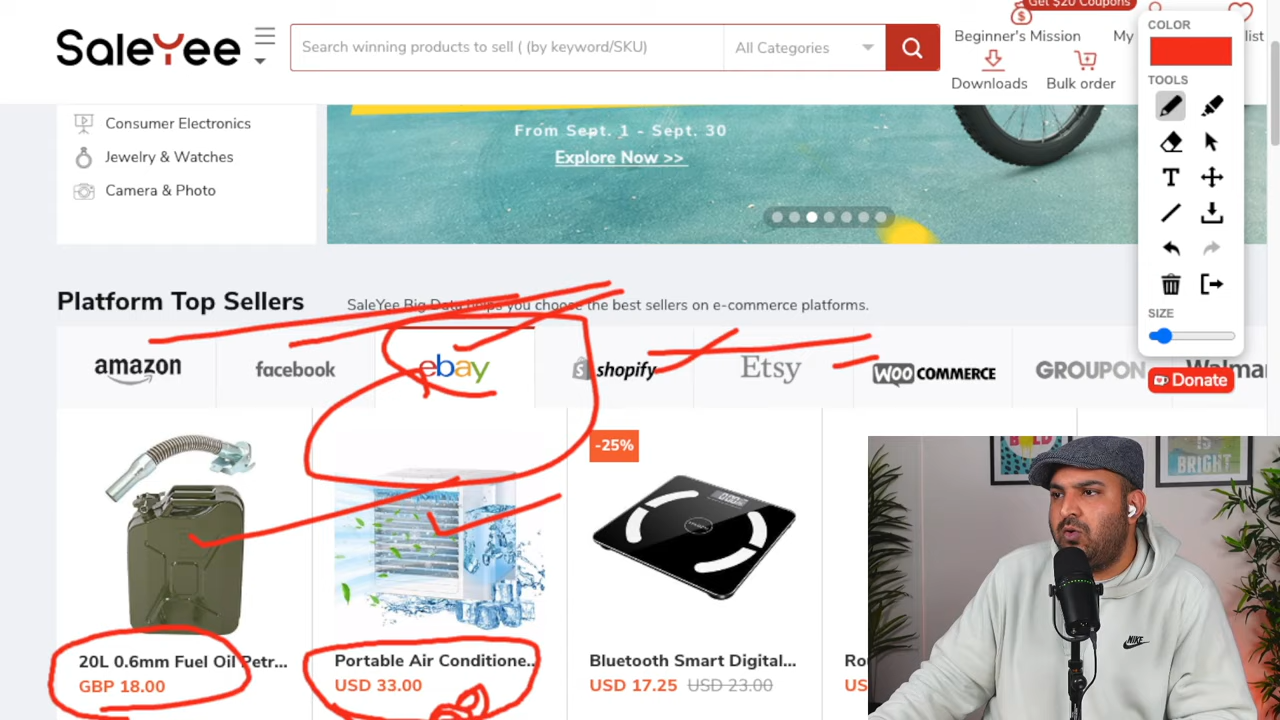 Get $20 Coupons
SaleYee
Search winning products to sell ( (by keyword/SKU)
All Categories
Beginner's Mission
My
list
Downloads
Bulk order
COLOR
TOOLS
T
SIZE
Donate
Consumer Electronics
Jewelry & Watches
Camera & Photo
From Sept. 1 - Sept. 30
Explore Now >>
Platform Top Sellers
SaleYee Big Data helps you choose the best sellers on e-commerce platforms.
amazon
facebook
ebay
shopify
Etsy
WOO COMMERCE
GROUPON
Walma
-25%
20L 0.6mm Fuel Oil Petr...
GBP 18.00
Portable Air Conditione...
USD 33.00
Bluetooth Smart Digital...
USD 17.25 USD 23.00
US
BOLD
BRIGHT
NIKE